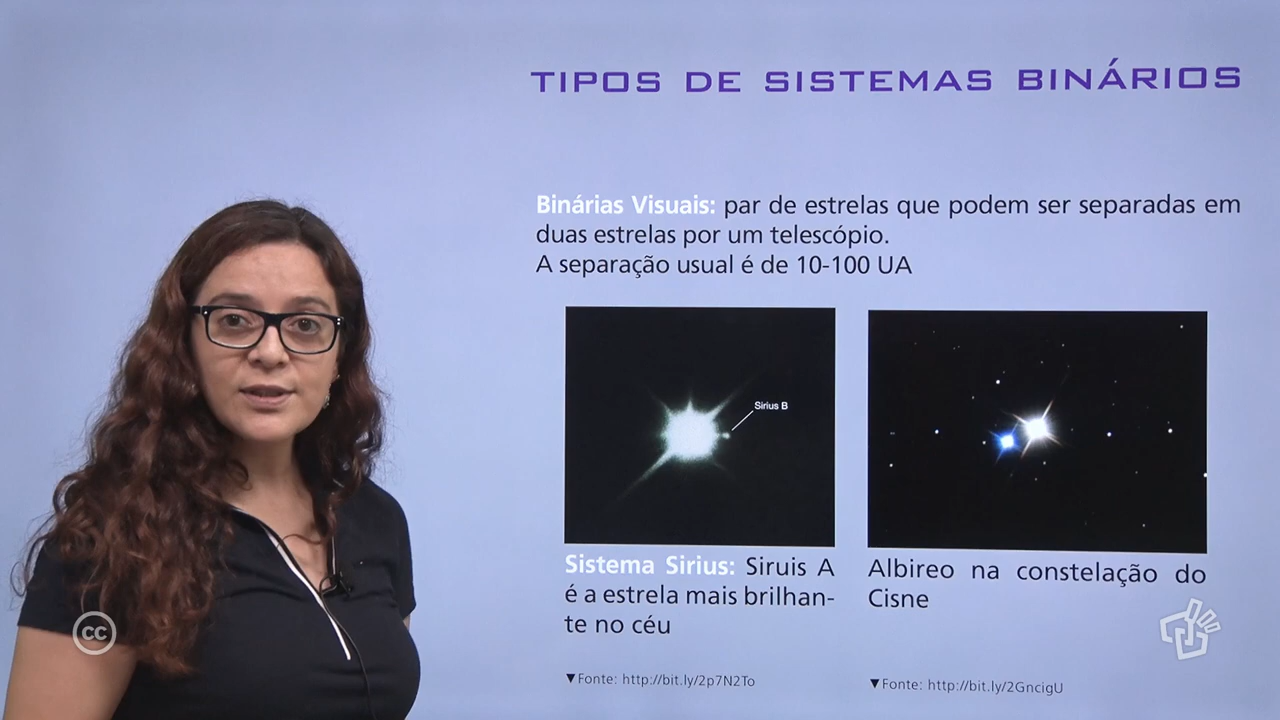 TIPOS DE SISTEMAS BINÁRIOS
Binárias Visuais: par de estrelas que podem ser separadas em
duas estrelas por um telescópio.
A separação usual é de 10-100 UA
Sirius B
Sistema Sirius: Siruis A
é a estrela mais brilhan-
te no céu
▼Fonte: http://bit.ly/2p7N2To
Albireo na constelação do
Cisne
▼Fonte: http://bit.ly/2GncigU
cc